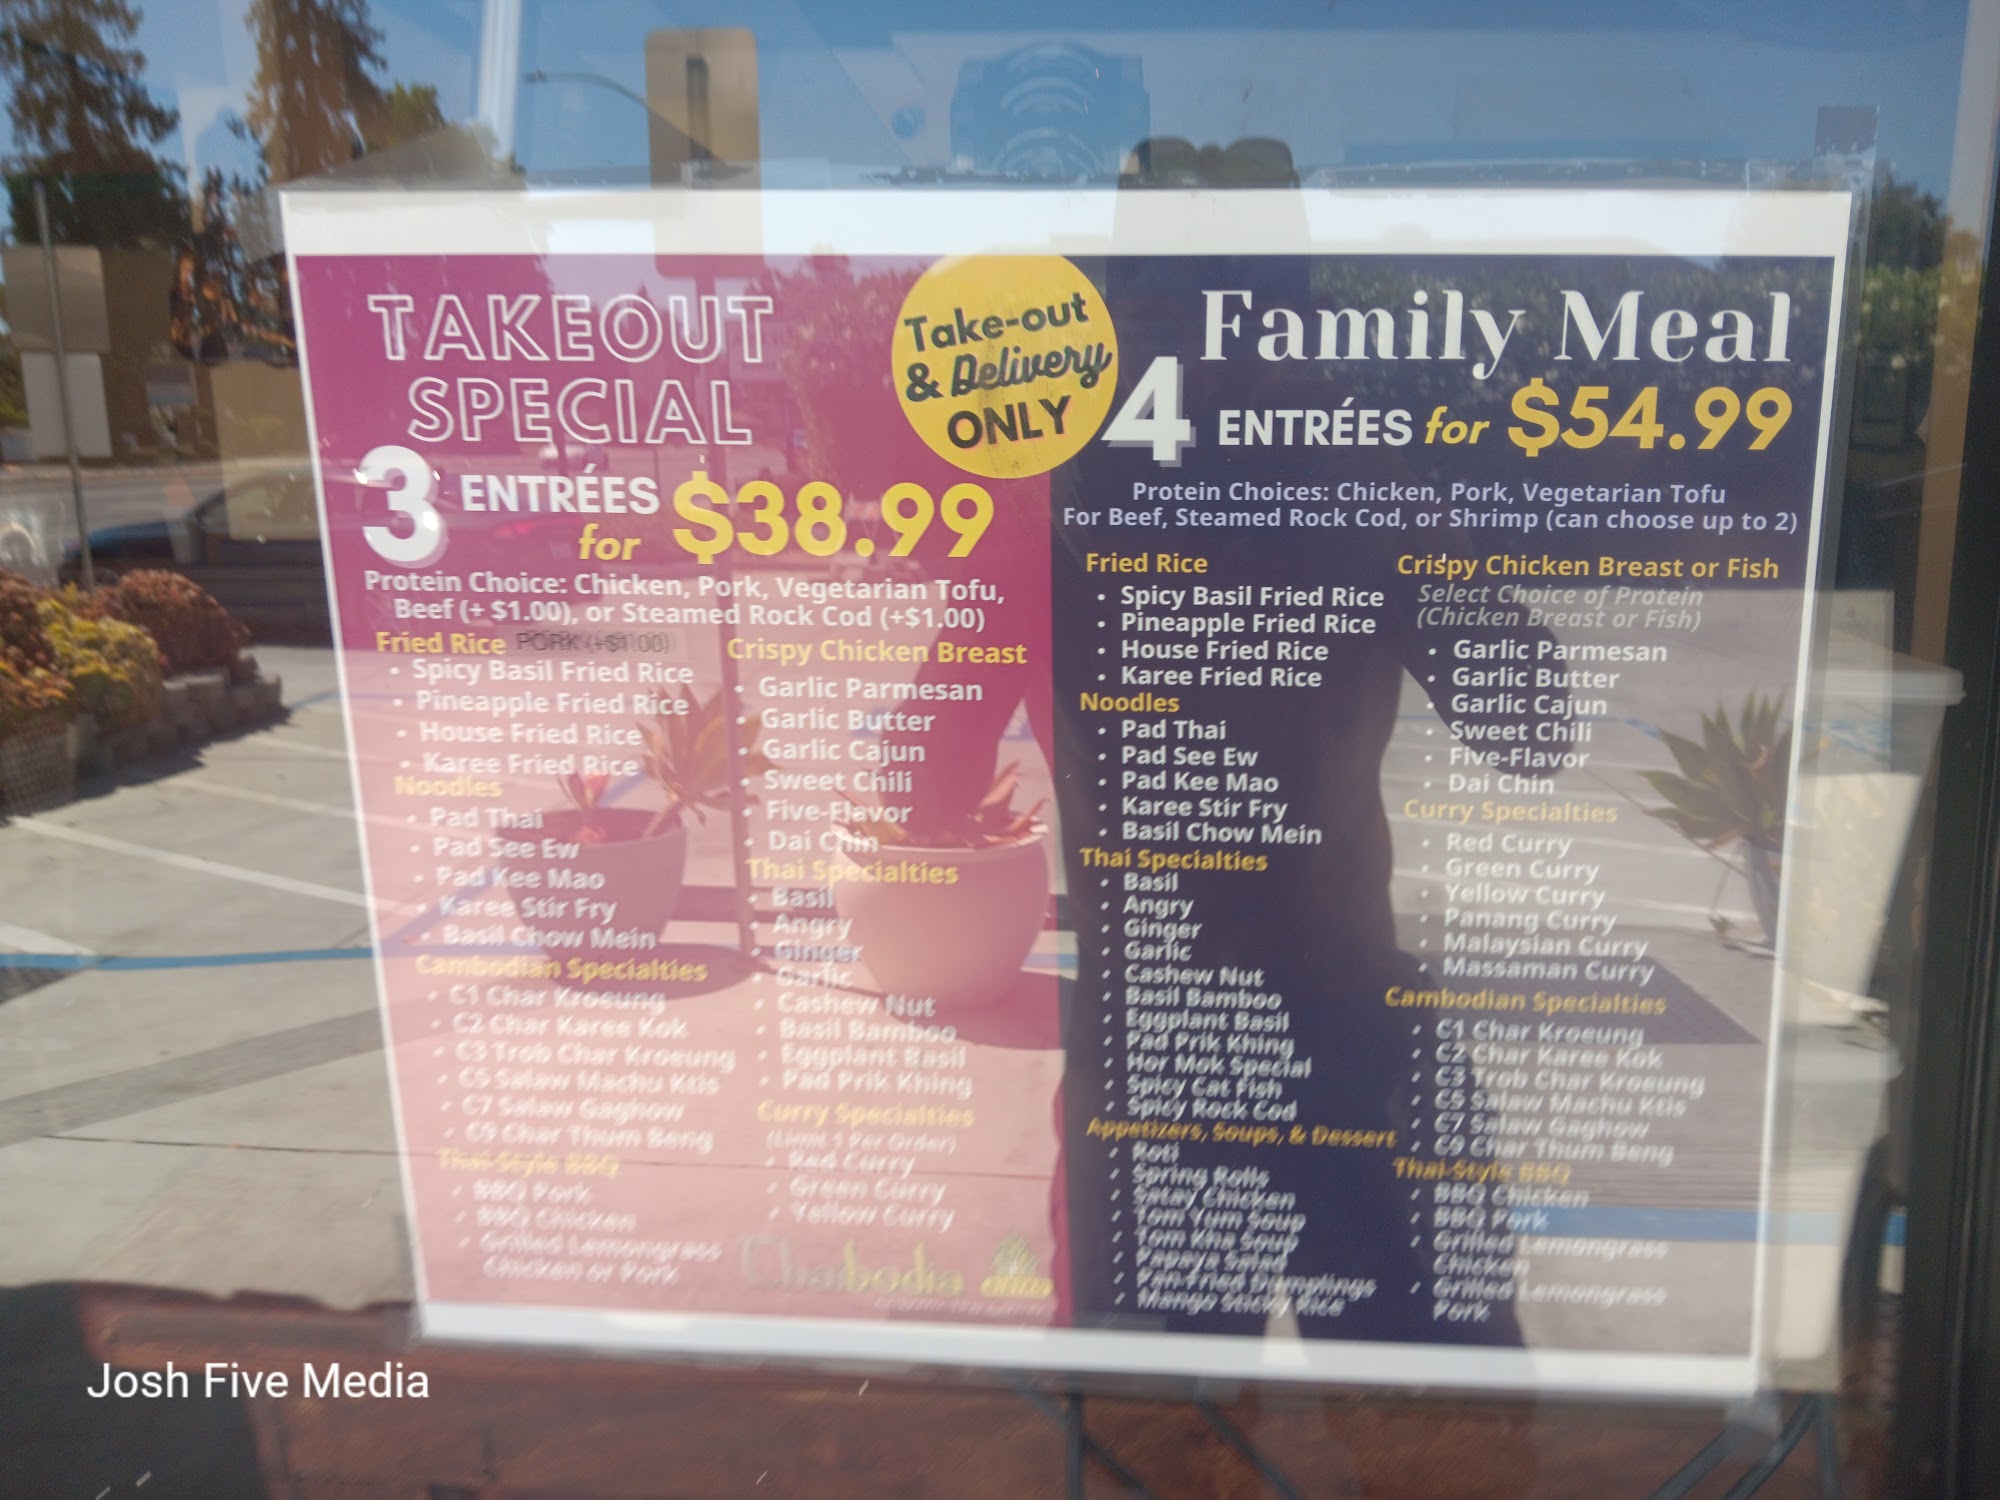 TAKEOUT
SPECIAL
3 ENTRÉES
for $38.99
Protein Choice: Chicken, Pork, Vegetarian Tofu,
Beef (+ $1.00), or Steamed Rock Cod (+$1.00)
Fried Rice PORK (+$1.00)
• Spicy Basil Fried Rice
• Pineapple Fried Rice
• House Fried Rice
• Karee Fried Rice
Noodles
• Pad Thai
• Pad See Ew
• Pad Kee Mao
• Karee Stir Fry
• Basil Chow Mein
Cambodian Specialties
• C1 Char Kroeung
• C2 Char Karee Kok
• C3 Trob Char Kroeung
• C5 Salaw Machu Ktis
• C7 Salaw Gaghow
• C9 Char Thum Beng
Thai-Style BBQ
• BBQ Pork
• BBQ Chicken
• Grilled Lemongrass
Chicken or Pork
Crispy Chicken Breast
• Garlic Parmesan
• Garlic Butter
• Garlic Cajun
• Sweet Chili
• Five-Flavor
• Dai Chin
Thai Specialties
• Basil
• Angry
• Ginger
• Garlic
• Cashew Nut
• Basil Bamboo
• Eggplant Basil
• Pad Prik Khing
Curry Specialties
(Limit 1 Per Order)
• Red Curry
• Green Curry
• Yellow Curry
Chaibodia
Take-out
& Delivery
ONLY
Family Meal
4 ENTRÉES for $54.99
Protein Choices: Chicken, Pork, Vegetarian Tofu
For Beef, Steamed Rock Cod, or Shrimp (can choose up to 2)
Fried Rice
• Spicy Basil Fried Rice
• Pineapple Fried Rice
• House Fried Rice
• Karee Fried Rice
Noodles
• Pad Thai
• Pad See Ew
• Pad Kee Mao
• Karee Stir Fry
• Basil Chow Mein
Thai Specialties
• Basil
• Angry
• Ginger
• Garlic
• Cashew Nut
• Basil Bamboo
• Eggplant Basil
• Pad Prik Khing
• Hor Mok Special
• Spicy Cat Fish
• Spicy Rock Cod
Appetizers, Soups, & Dessert
• Roti
• Spring Rolls
• Satay Chicken
• Tom Yum Soup
• Tom Kha Soup
• Papaya Salad
• Pan-Fried Dumplings
• Mango Sticky Rice
Crispy Chicken Breast or Fish
Select Choice of Protein
(Chicken Breast or Fish)
• Garlic Parmesan
• Garlic Butter
• Garlic Cajun
• Sweet Chili
• Five-Flavor
• Dai Chin
Curry Specialties
• Red Curry
• Green Curry
• Yellow Curry
• Panang Curry
• Malaysian Curry
• Massaman Curry
Cambodian Specialties
• C1 Char Kroeung
• C2 Char Karee Kok
• C3 Trob Char Kroeung
• C5 Salaw Machu Ktis
• C7 Salaw Gaghow
• C9 Char Thum Beng
Thai-Style BBQ
• BBQ Chicken
• BBQ Pork
• Grilled Lemongrass
Chicken
• Grilled Lemongrass
Pork
Josh Five Media